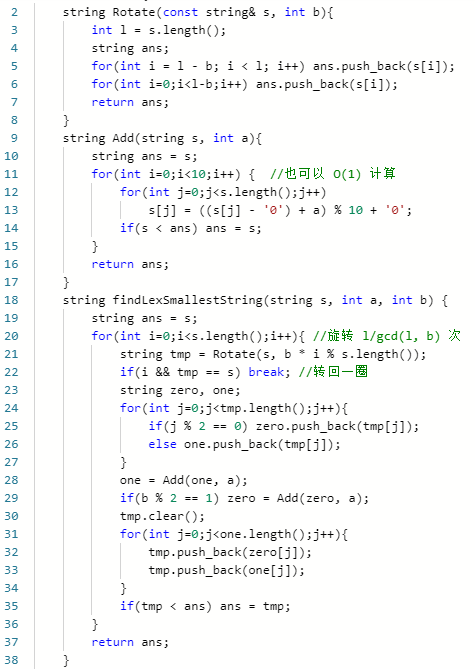 2 string Rotate(const string& s, int b){
3 int l = s.length();
4 string ans;
5 for(int i = l - b; i < l; i++) ans.push_back(s[i]);
6 for(int i=0;i<l-b;i++) ans.push_back(s[i]);
7 return ans;
8 }
9 string Add(string s, int a){
10 string ans = s;
11 for(int i=0;i<10;i++) { //也可以 O(1) 计算
12 for(int j=0;j<s.length();j++)
13 s[j] = ((s[j] - '0') + a) % 10 + '0';
14 if(s < ans) ans = s;
15 }
16 return ans;
17 }
18 string findLexSmallestString(string s, int a, int b) {
19 string ans = s;
20 for(int i=0;i<s.length();i++){ //旋转 l/gcd(l, b) 次
21 string tmp = Rotate(s, b * i % s.length());
22 if(i && tmp == s) break; //转回一圈
23 string zero, one;
24 for(int j=0;j<tmp.length();j++){
25 if(j % 2 == 0) zero.push_back(tmp[j]);
26 else one.push_back(tmp[j]);
27 }
28 one = Add(one, a);
29 if(b % 2 == 1) zero = Add(zero, a);
30 tmp.clear();
31 for(int j=0;j<one.length();j++){
32 tmp.push_back(zero[j]);
33 tmp.push_back(one[j]);
34 }
35 if(tmp < ans) ans = tmp;
36 }
37 return ans;
38 }